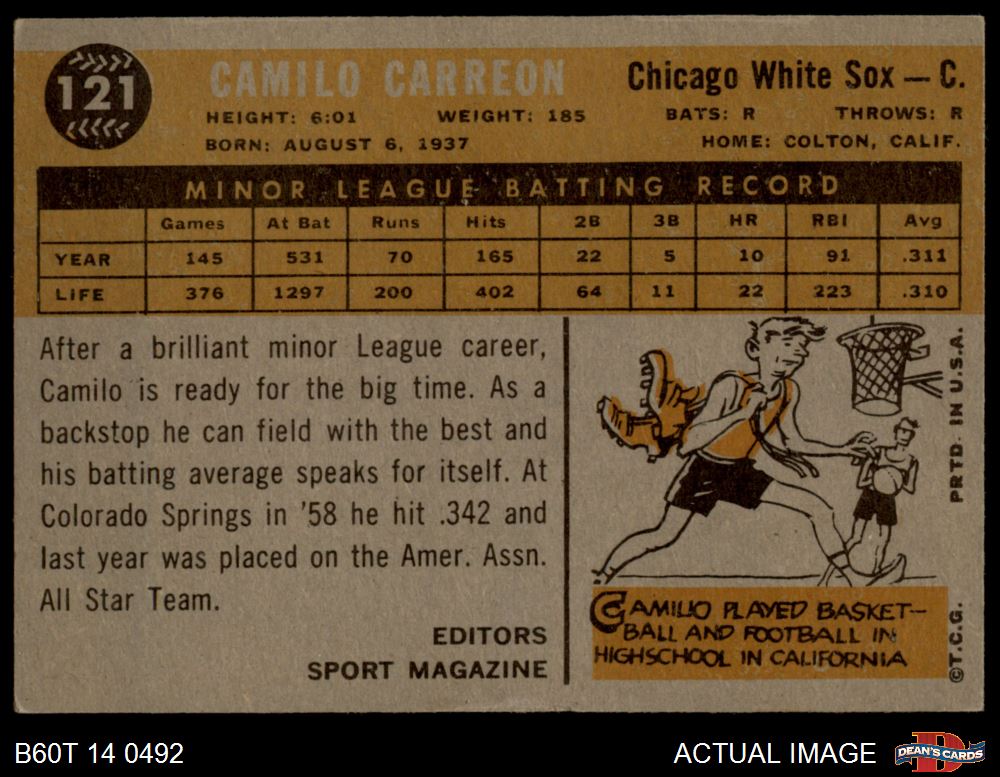 121
CAMILO CARREON
Chicago White Sox — C.
HEIGHT: 6:01 WEIGHT: 185 BATS: R THROWS: R
BORN: AUGUST 6, 1937 HOME: COLTON, CALIF.
MINOR LEAGUE BATTING RECORD
Games At Bat Runs Hits 2B 3B HR RBI Avg
YEAR 145 531 70 165 22 5 10 91 .311
LIFE 376 1297 200 402 64 11 22 223 .310
After a brilliant minor League career,
Camilo is ready for the big time. As a
backstop he can field with the best and
his batting average speaks for itself. At
Colorado Springs in '58 he hit .342 and
last year was placed on the Amer. Assn.
All Star Team.
EDITORS
SPORT MAGAZINE
CAMILIO PLAYED BASKET-
BALL AND FOOTBALL IN
HIGHSCHOOL IN CALIFORNIA
PRTD. IN U.S.A.
©T.C.G.
B60T 14 0492
ACTUAL IMAGE
DEAN'S CARDS